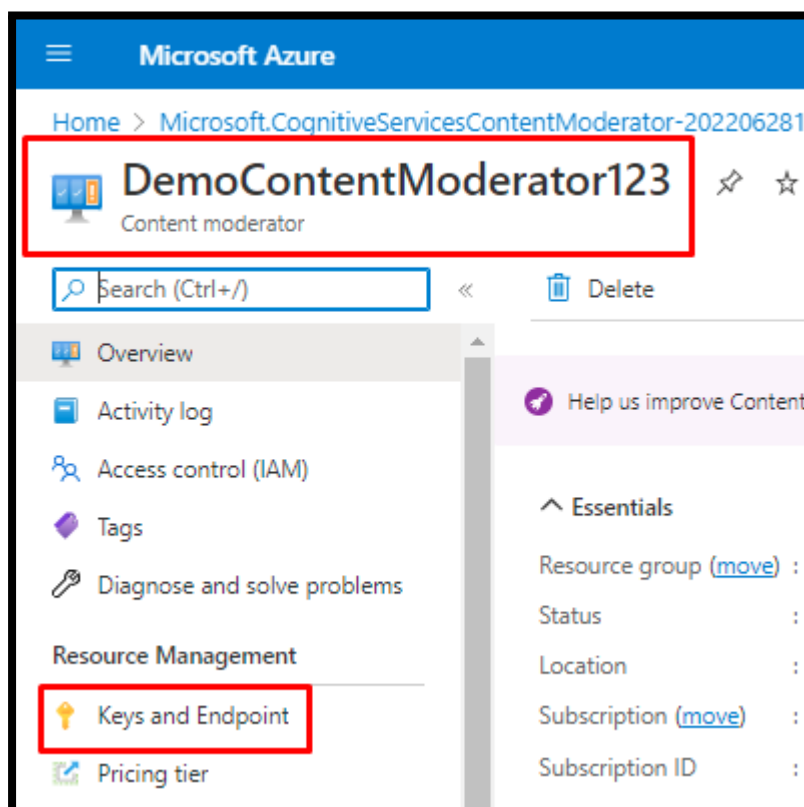 Microsoft Azure
Home > Microsoft.CognitiveServicesContentModerator-202206281
DemoContentModerator123
Content moderator
Search (Ctrl+/)
«
Delete
Overview
Activity log
Help us improve Content
Access control (IAM)
Tags
Essentials
Diagnose and solve problems
Resource group (move) :
Status :
Resource Management
Location :
Keys and Endpoint
Subscription (move) :
Pricing tier
Subscription ID :